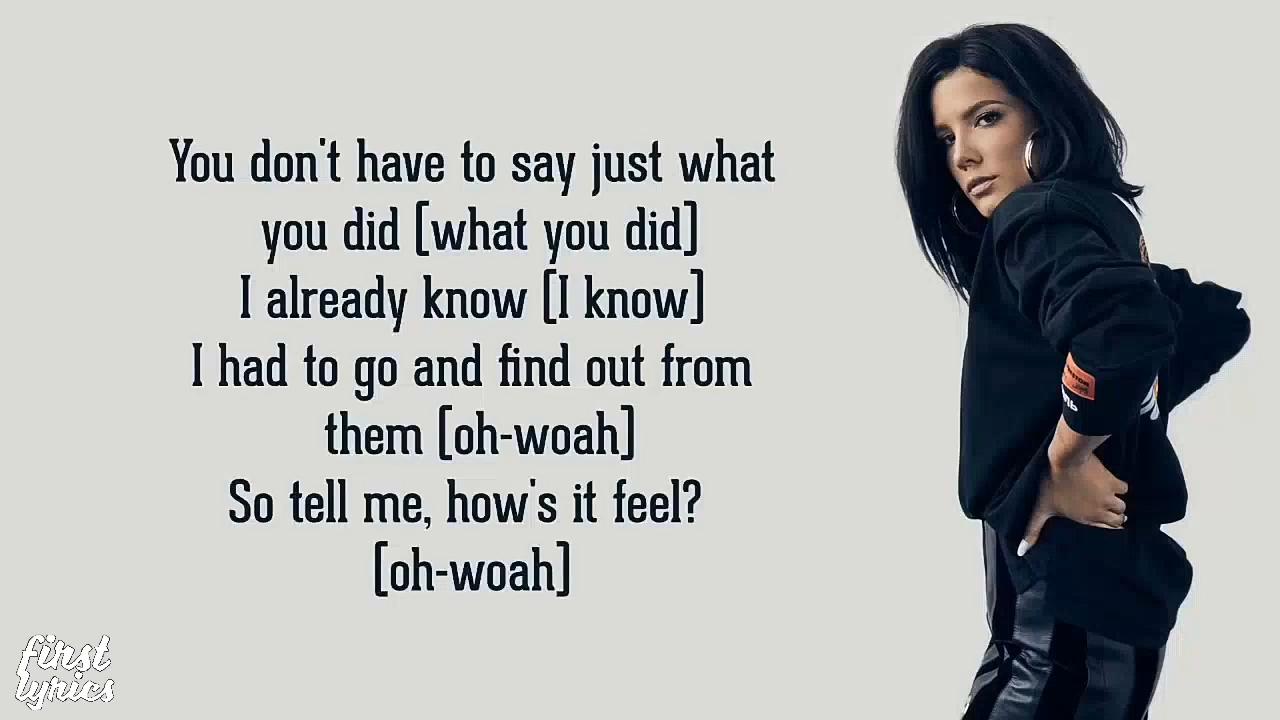 You don't have to say just what
you did [what you did]
I already know [I know]
I had to go and find out from
them [oh-woah]
So tell me, how's it feel?
[oh-woah]
first
lyrics